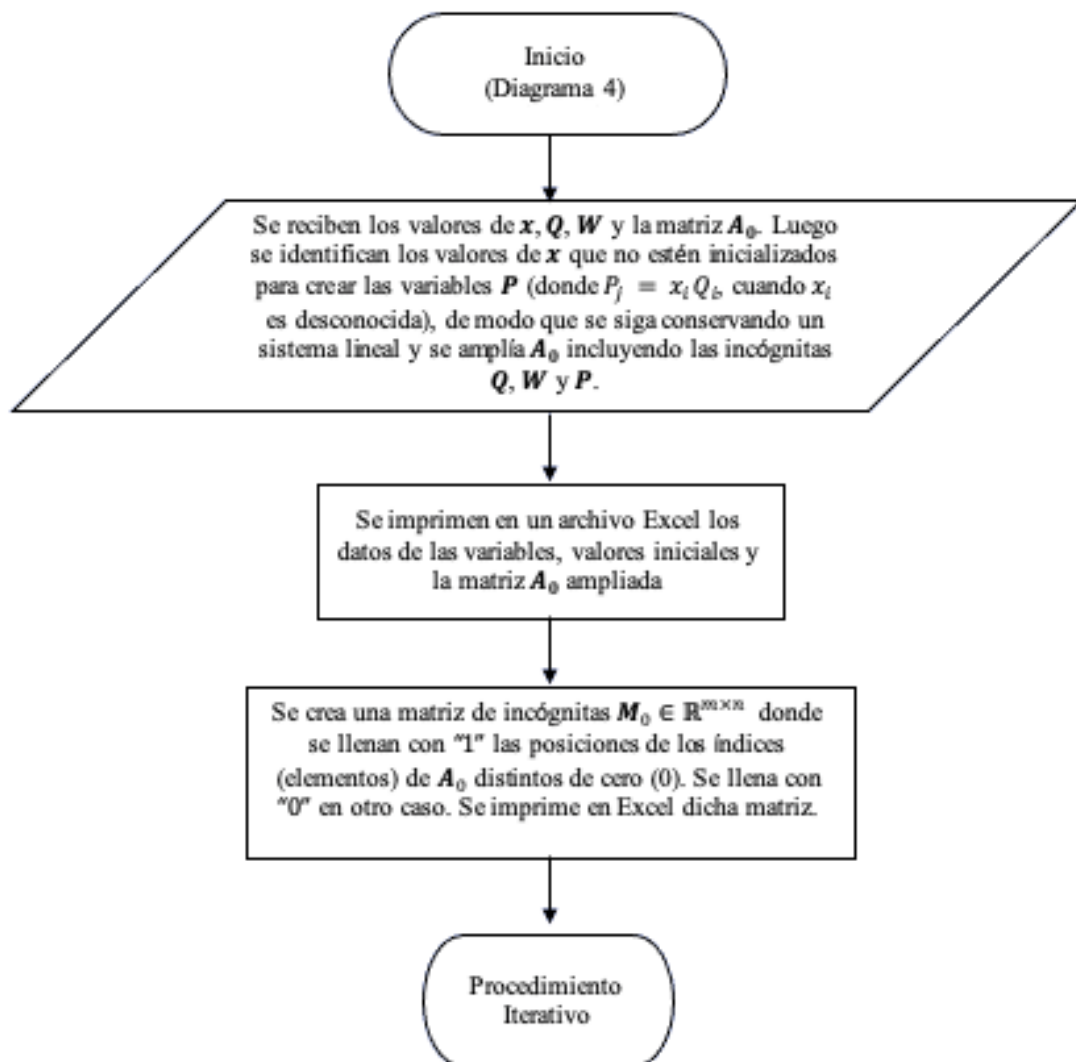 Inicio
(Diagrama 4)
Se reciben los valores de x, Q, W y la matriz A₀. Luego
se identifican los valores de x que no estén inicializados
para crear las variables P (donde Pⱼ = xᵢ Qᵢ, cuando xᵢ
es desconocida), de modo que se siga conservando un
sistema lineal y se amplía A₀ incluyendo las incógnitas
Q, W y P.
Se imprimen en un archivo Excel los
datos de las variables, valores iniciales y
la matriz A₀ ampliada
Se crea una matriz de incógnitas M₀ ∈ ℝᵐˣⁿ donde
se llenan con "1" las posiciones de los índices
(elementos) de A₀ distintos de cero (0). Se llena con
"0" en otro caso. Se imprime en Excel dicha matriz.
Procedimiento
Iterativo